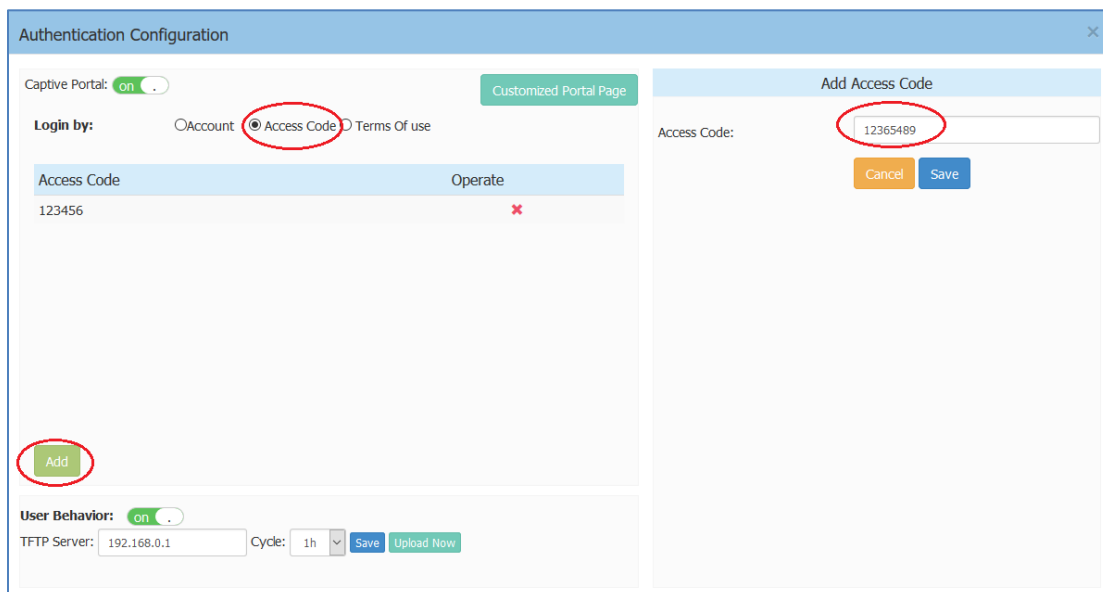 Authentication Configuration
Captive Portal: on .
Customized Portal Page
Login by: Account Access Code Terms Of use
Access Code Operate
123456
Add
User Behavior: on .
TFTP Server: 192.168.0.1 Cycle: 1h Save Upload Now
Add Access Code
Access Code: 12365489
Cancel Save